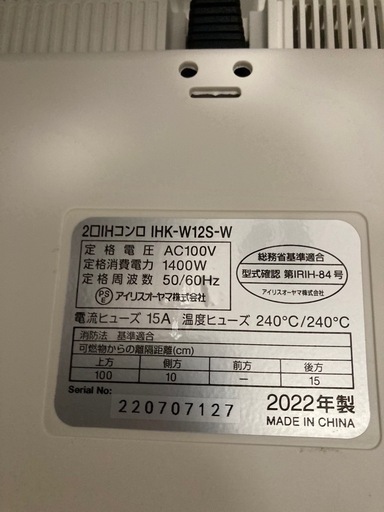 2口IHコンロ IHK-W12S-W
定格電圧 AC100V
定格消費電力 1400W
定格周波数 50/60Hz
PSE アイリスオーヤマ株式会社
総務省基準適合
型式確認 第IRIH-84号
アイリスオーヤマ株式会社
電流ヒューズ 15A 温度ヒューズ 240℃/240℃
消防法 基準適合
可燃物からの離隔距離(cm)
上方 側方 前方 後方
100 10 ー 15
Serial No:
220707127
2022年製
MADE IN CHINA